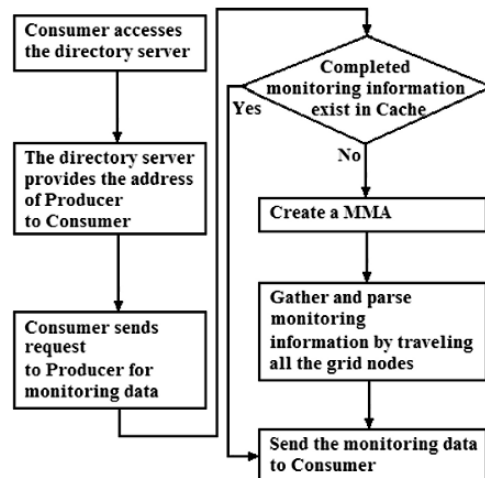 Consumer accesses
the directory server
The directory server
provides the address
of Producer
to Consumer
Consumer sends
request
to Producer for
monitoring data
Completed
monitoring information
exist in Cache
Yes
No
Create a MMA
Gather and parse
monitoring
information by traveling
all the grid nodes
Send the monitoring data
to Consumer